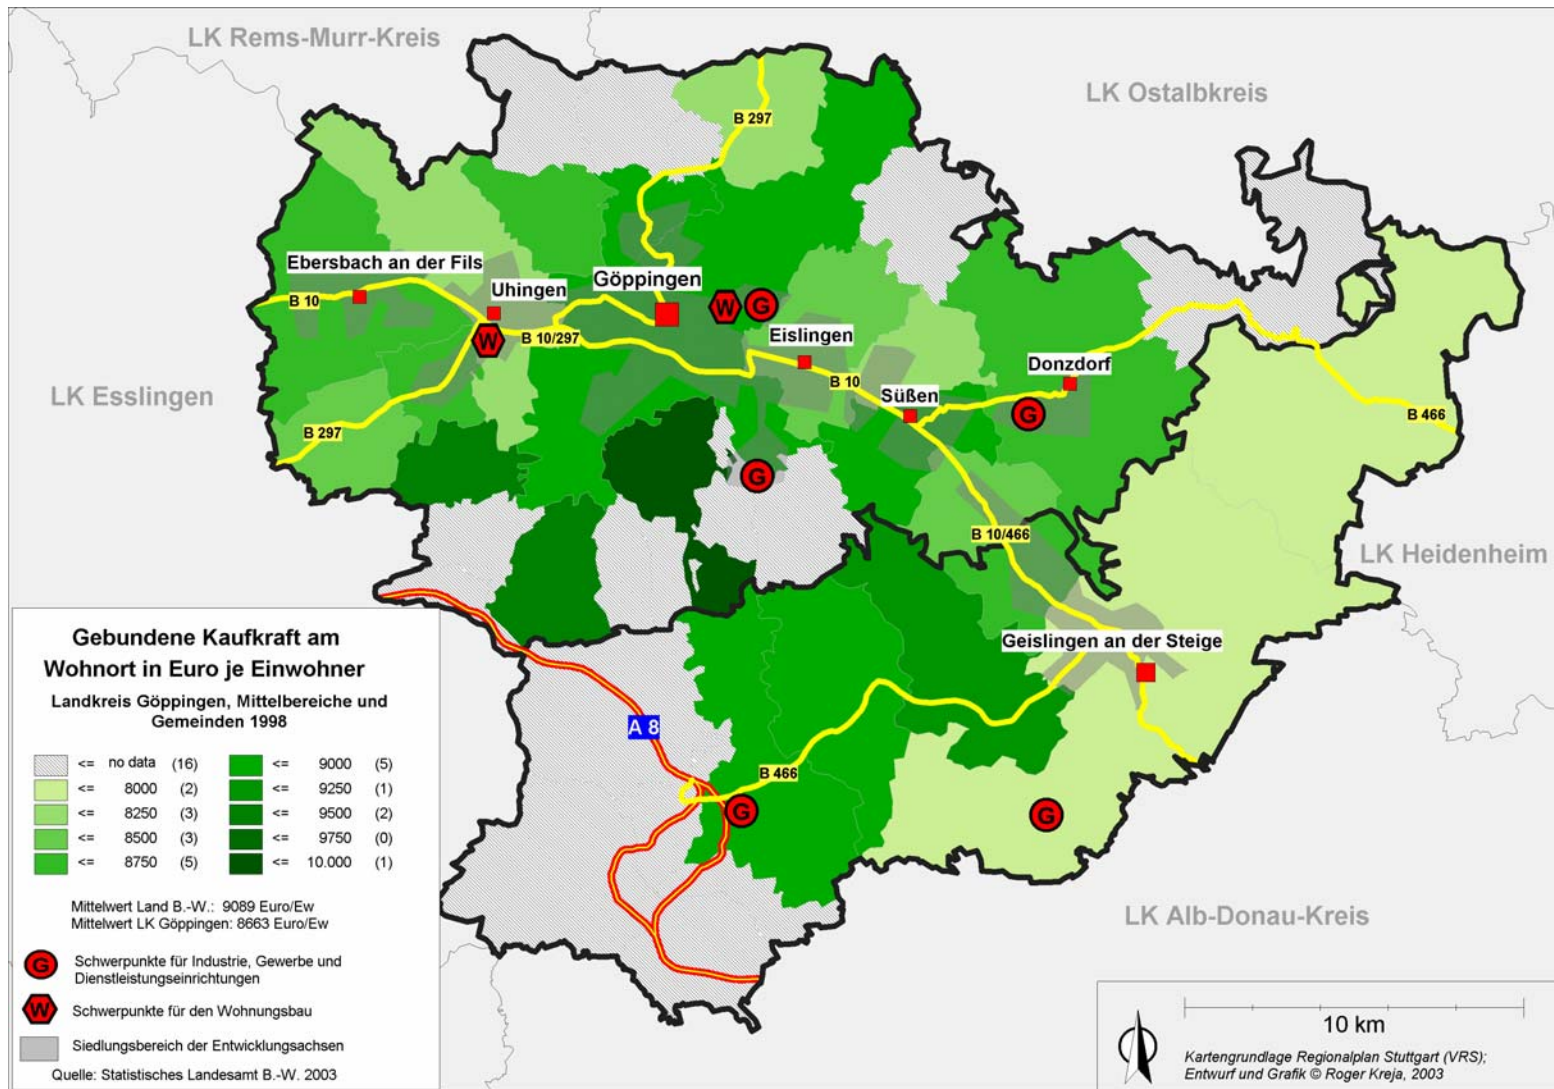 LK Rems-Murr-Kreis
LK Ostalbkreis
B 297
Ebersbach an der Fils
B 10
Uhingen
Göppingen
W
G
W
B 10/297
Eislingen
B 10
Donzdorf
Süßen
G
LK Esslingen
B 297
B 466
G
B 10/466
LK Heidenheim
Geislingen an der Steige
A 8
B 466
G
G
LK Alb-Donau-Kreis
Gebundene Kaufkraft am
Wohnort in Euro je Einwohner
Landkreis Göppingen, Mittelbereiche und
Gemeinden 1998
<= no data (16)
<= 8000 (2)
<= 8250 (3)
<= 8500 (3)
<= 8750 (5)
<= 9000 (5)
<= 9250 (1)
<= 9500 (2)
<= 9750 (0)
<= 10.000 (1)
Mittelwert Land B.-W.: 9089 Euro/Ew
Mittelwert LK Göppingen: 8663 Euro/Ew
G
Schwerpunkte für Industrie, Gewerbe und
Dienstleistungseinrichtungen
W
Schwerpunkte für den Wohnungsbau
Siedlungsbereich der Entwicklungsachsen
Quelle: Statistisches Landesamt B.-W. 2003
10 km
Kartengrundlage Regionalplan Stuttgart (VRS);
Entwurf und Grafik © Roger Kreja, 2003